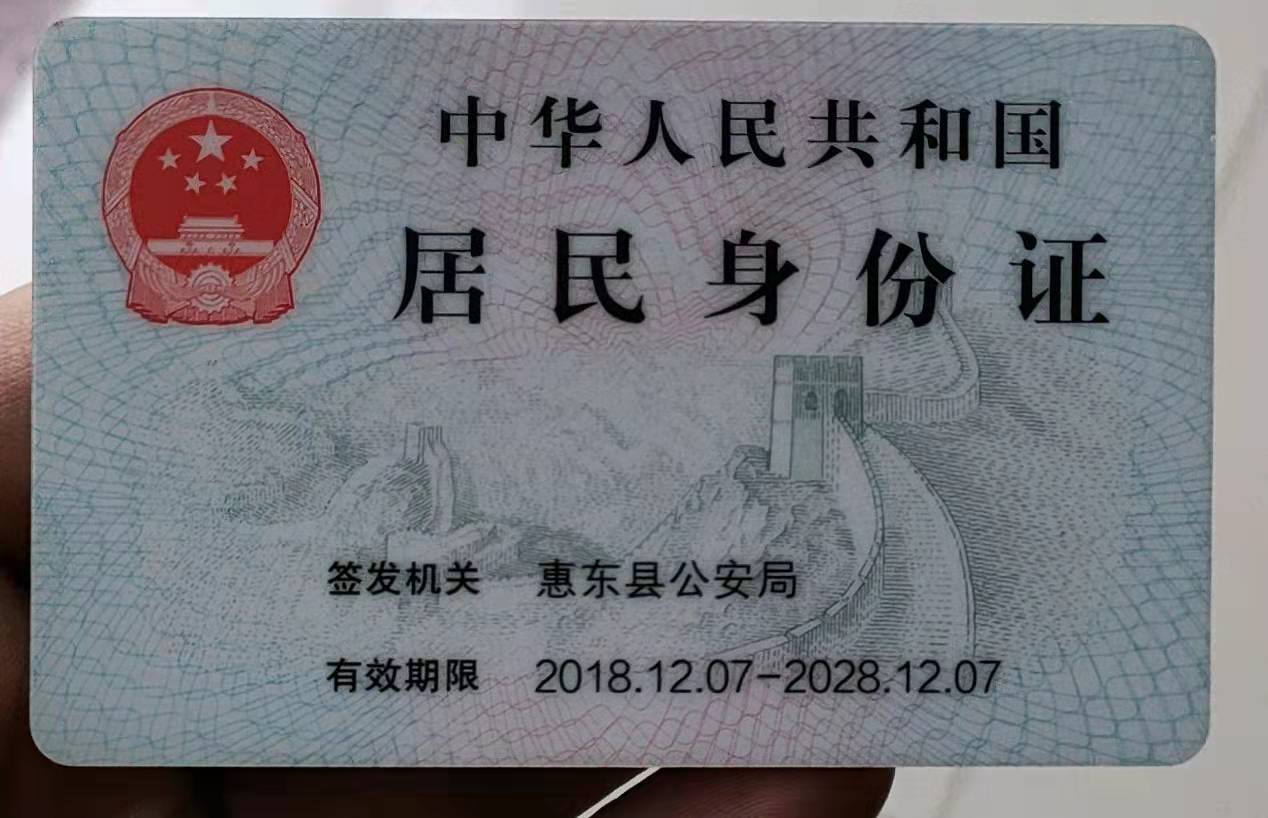 中华人民共和国
居民身份证
签发机关 惠东县公安局
有效期限 2018.12.07-2028.12.07